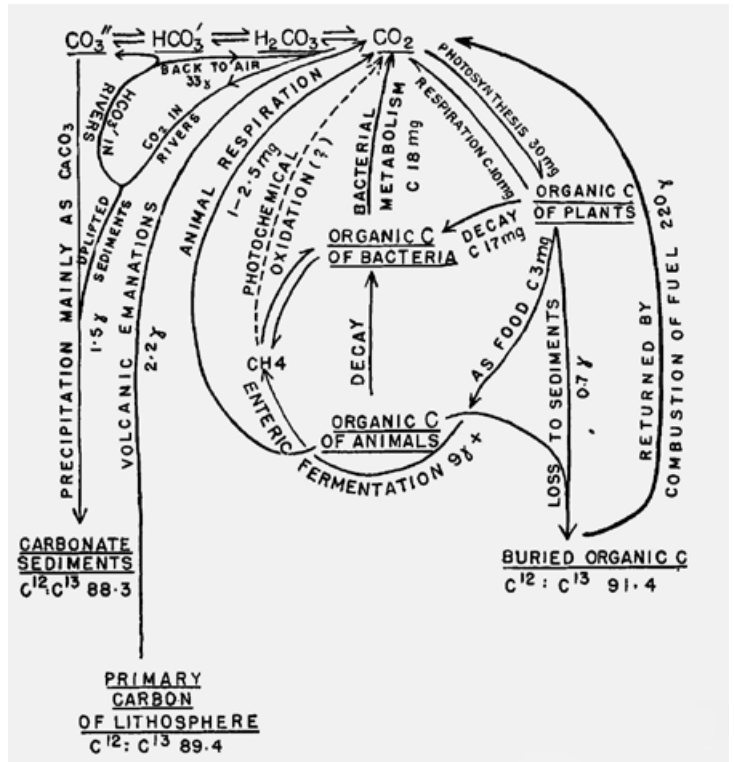 CO₃″ ⇌ HCO₃′ ⇌ H₂CO₃ ⇌ CO₂
BACK TO AIR
33γ
HCO₃′ IN
RIVERS
CO₂ IN
RIVERS
UPLIFTED
SEDIMENTS
1.5γ
PRECIPITATION MAINLY AS CACO₃
VOLCANIC EMANATIONS
2.2γ
ANIMAL RESPIRATION
1-2.5mg
PHOTOCHEMICAL
OXIDATION(?)
BACTERIAL
METABOLISM
C 18mg
RESPIRATION C.10mg
PHOTOSYNTHESIS 30mg
ORGANIC C
OF PLANTS
DECAY
C 17mg
ORGANIC C
OF BACTERIA
CH4
DECAY
AS FOOD C3mg
ORGANIC C
OF ANIMALS
ENTERIC
FERMENTATION 9γ+
LOSS TO SEDIMENTS
0.7γ
RETURNED BY
COMBUSTION OF FUEL 220γ
CARBONATE
SEDIMENTS
C¹²:C¹³ 88.3
BURIED ORGANIC C
C¹² : C¹³ 91.4
PRIMARY
CARBON
OF LITHOSPHERE
C¹²: C¹³ 89.4